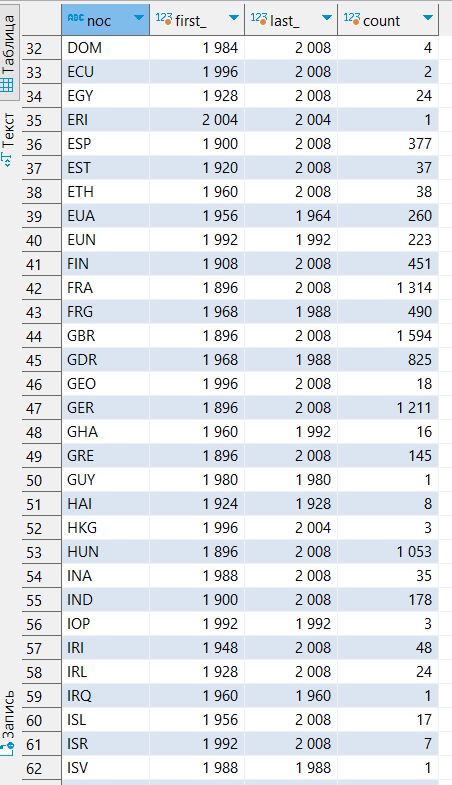 Таблица
Текст
Запись
ABC noc 123 first_ 123 last_ 123 count
32 DOM 1 984 2 008 4
33 ECU 1 996 2 008 2
34 EGY 1 928 2 008 24
35 ERI 2 004 2 004 1
36 ESP 1 900 2 008 377
37 EST 1 920 2 008 37
38 ETH 1 960 2 008 38
39 EUA 1 956 1 964 260
40 EUN 1 992 1 992 223
41 FIN 1 908 2 008 451
42 FRA 1 896 2 008 1 314
43 FRG 1 968 1 988 490
44 GBR 1 896 2 008 1 594
45 GDR 1 968 1 988 825
46 GEO 1 996 2 008 18
47 GER 1 896 2 008 1 211
48 GHA 1 960 1 992 16
49 GRE 1 896 2 008 145
50 GUY 1 980 1 980 1
51 HAI 1 924 1 928 8
52 HKG 1 996 2 004 3
53 HUN 1 896 2 008 1 053
54 INA 1 988 2 008 35
55 IND 1 900 2 008 178
56 IOP 1 992 1 992 3
57 IRI 1 948 2 008 48
58 IRL 1 928 2 008 24
59 IRQ 1 960 1 960 1
60 ISL 1 956 2 008 17
61 ISR 1 992 2 008 7
62 ISV 1 988 1 988 1